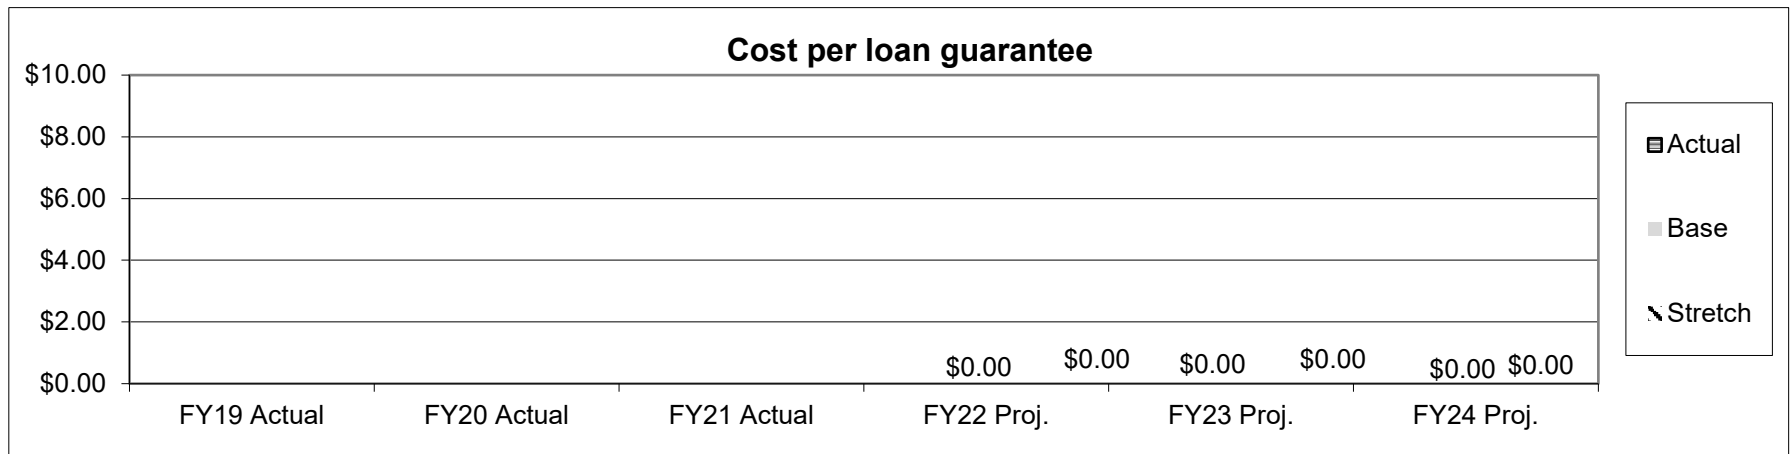 Cost per loan guarantee
$10.00
$8.00
$6.00
$4.00
$2.00
$0.00
$0.00 $0.00 $0.00 $0.00 $0.00 $0.00
FY19 Actual FY20 Actual FY21 Actual FY22 Proj. FY23 Proj. FY24 Proj.
Actual
Base
Stretch